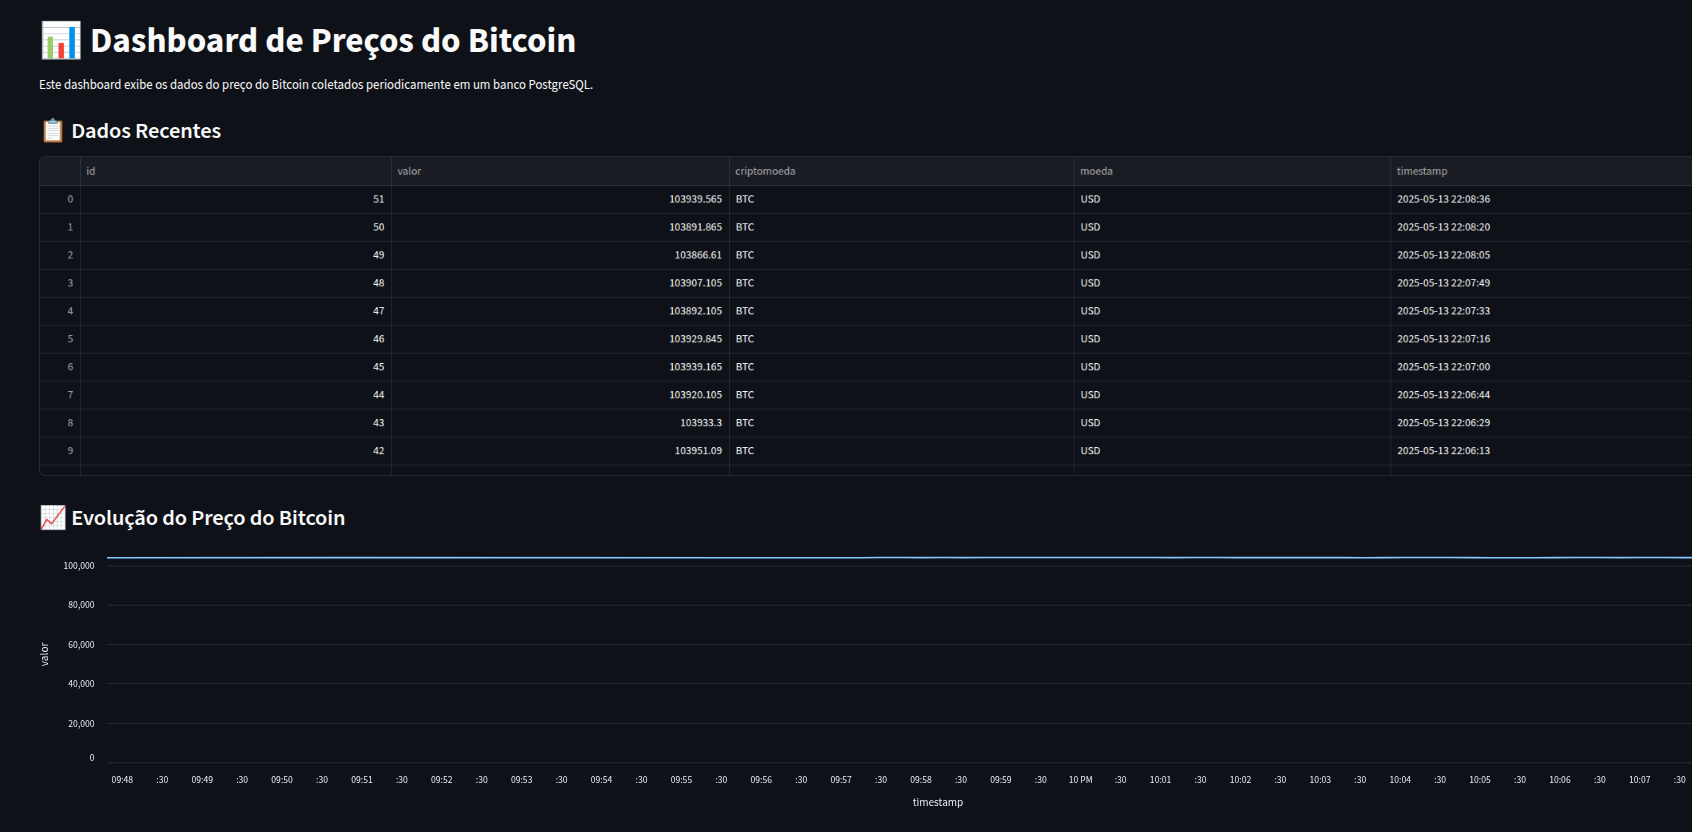 📊 Dashboard de Preços do Bitcoin
Este dashboard exibe os dados do preço do Bitcoin coletados periodicamente em um banco PostgreSQL.
📋 Dados Recentes
id valor criptomoeda moeda timestamp
0 51 103939.565 BTC USD 2025-05-13 22:08:36
1 50 103891.865 BTC USD 2025-05-13 22:08:20
2 49 103866.61 BTC USD 2025-05-13 22:08:05
3 48 103907.105 BTC USD 2025-05-13 22:07:49
4 47 103892.105 BTC USD 2025-05-13 22:07:33
5 46 103929.845 BTC USD 2025-05-13 22:07:16
6 45 103939.165 BTC USD 2025-05-13 22:07:00
7 44 103920.105 BTC USD 2025-05-13 22:06:44
8 43 103933.3 BTC USD 2025-05-13 22:06:29
9 42 103951.09 BTC USD 2025-05-13 22:06:13
📈 Evolução do Preço do Bitcoin
100,000
80,000
60,000
valor
40,000
20,000
0
09:48 :30 09:49 :30 09:50 :30 09:51 :30 09:52 :30 09:53 :30 09:54 :30 09:55 :30 09:56 :30 09:57 :30 09:58 :30 09:59 :30 10 PM :30 10:01 :30 10:02 :30 10:03 :30 10:04 :30 10:05 :30 10:06 :30 10:07 :30
timestamp